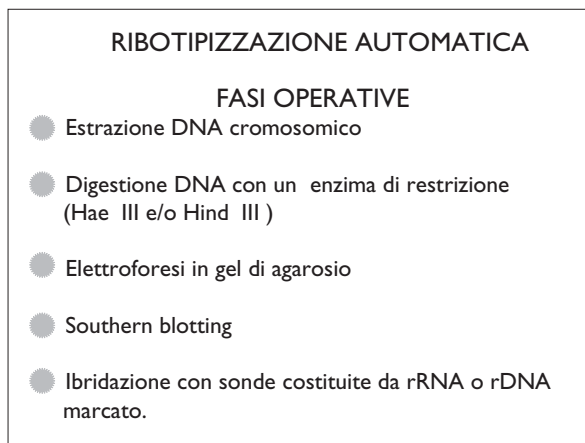 RIBOTIPIZZAZIONE AUTOMATICA
FASI OPERATIVE
Estrazione DNA cromosomico
Digestione DNA con un enzima di restrizione
(Hae III e/o Hind III )
Elettroforesi in gel di agarosio
Southern blotting
Ibridazione con sonde costituite da rRNA o rDNA
marcato.